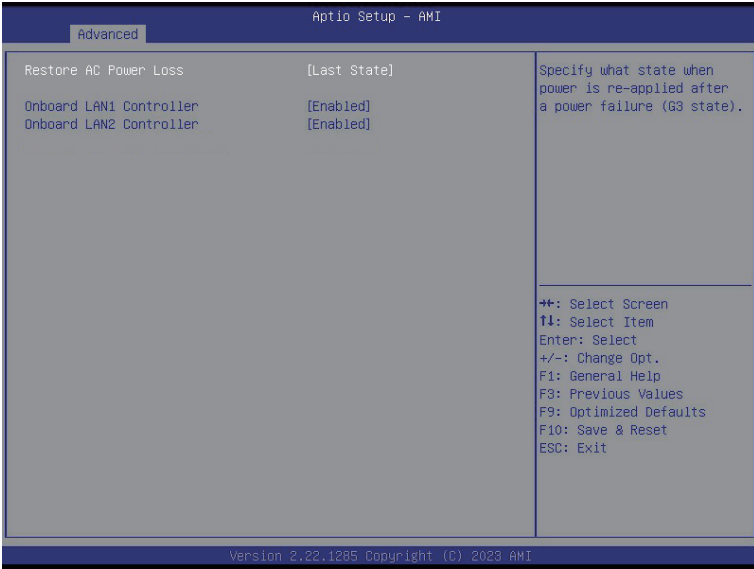 Aptio Setup – AMI
Advanced
Restore AC Power Loss [Last State]
Onboard LAN1 Controller [Enabled]
Onboard LAN2 Controller [Enabled]
Specify what state when
power is re-applied after
a power failure (G3 state).
→←: Select Screen
↑↓: Select Item
Enter: Select
+/-: Change Opt.
F1: General Help
F3: Previous Values
F9: Optimized Defaults
F10: Save & Reset
ESC: Exit
Version 2.22.1285 Copyright (C) 2023 AMI